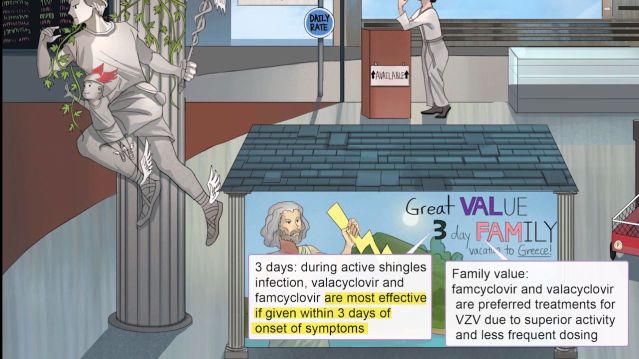 DAILY
RATE
AVAILABLE
Great VALUE
3 day FAMILY
vacation to Greece!
3 days: during active shingles
infection, valacyclovir and
famcyclovir are most effective
if given within 3 days of
onset of symptoms
Family value:
famcyclovir and valacyclovir
are preferred treatments for
VZV due to superior activity
and less frequent dosing